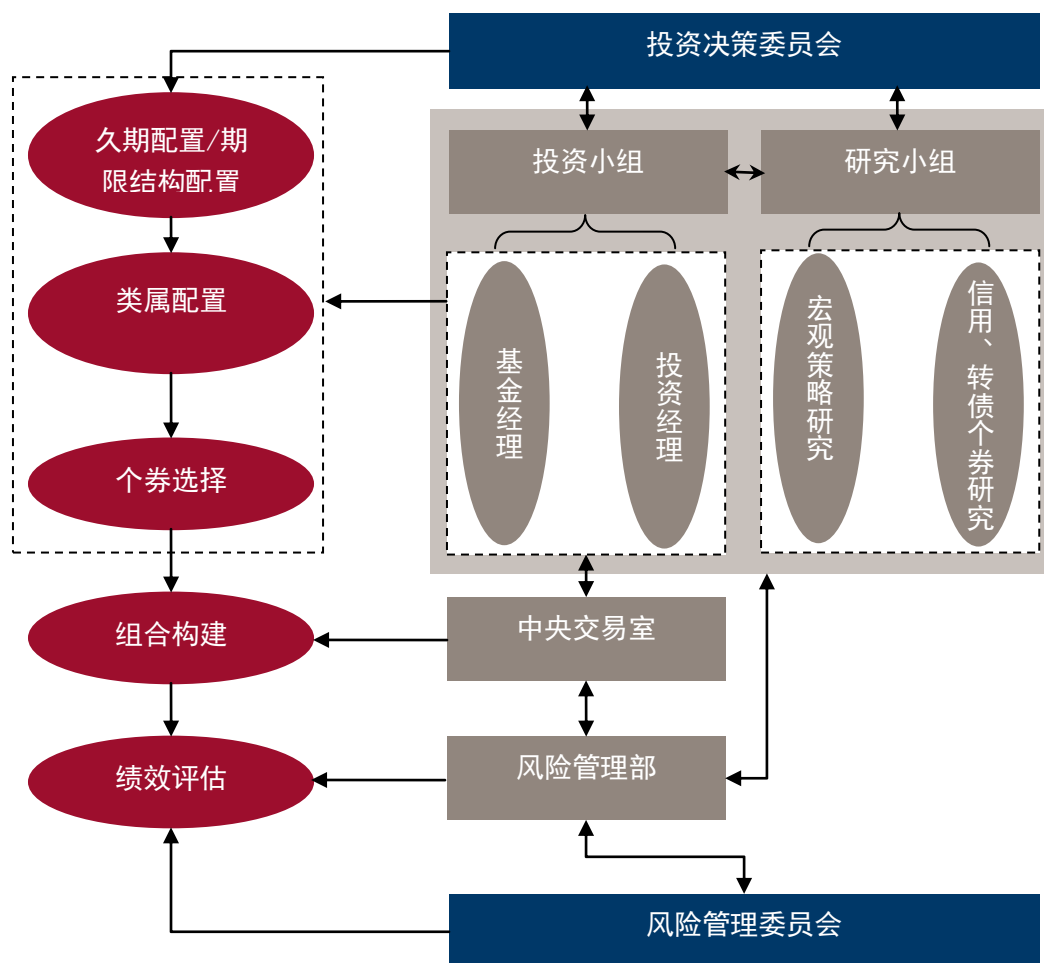 投资决策委员会
久期配置/期
限结构配置
投资小组
研究小组
类属配置
基金经理
投资经理
宏观策略研究
信用、转债个券研究
个券选择
组合构建
中央交易室
绩效评估
风险管理部
风险管理委员会